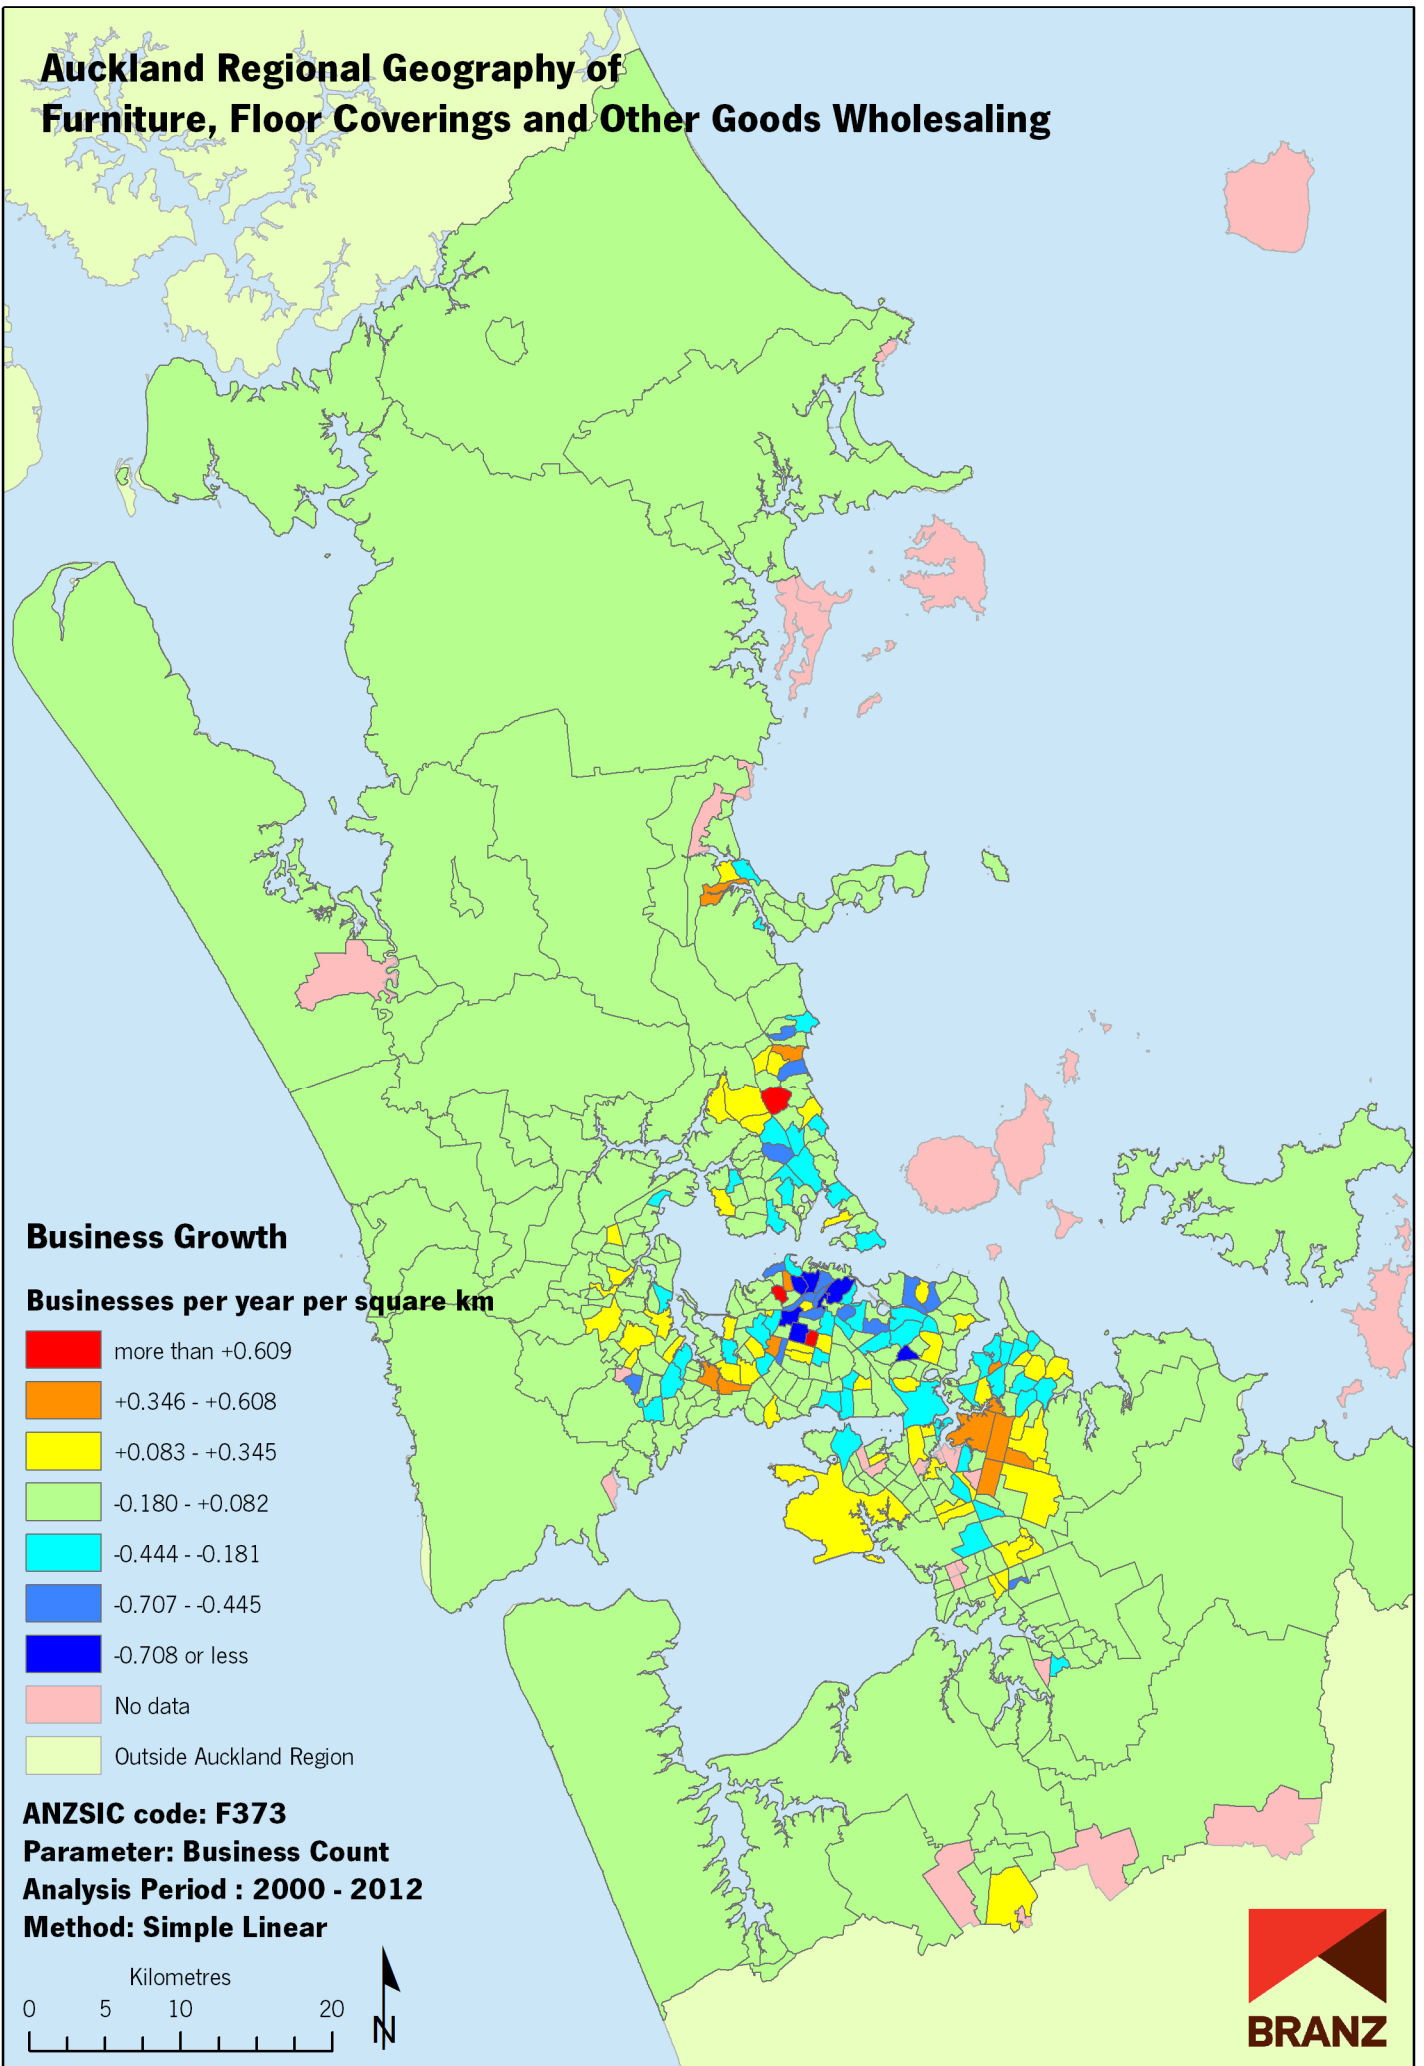 Auckland Regional Geography of
Furniture, Floor Coverings and Other Goods Wholesaling
Business Growth
Businesses per year per square km
more than +0.609
+0.346 - +0.608
+0.083 - +0.345
-0.180 - +0.082
-0.444 - -0.181
-0.707 - -0.445
-0.708 or less
No data
Outside Auckland Region
ANZSIC code: F373
Parameter: Business Count
Analysis Period : 2000 - 2012
Method: Simple Linear
Kilometres
0 5 10 20
N
BRANZ